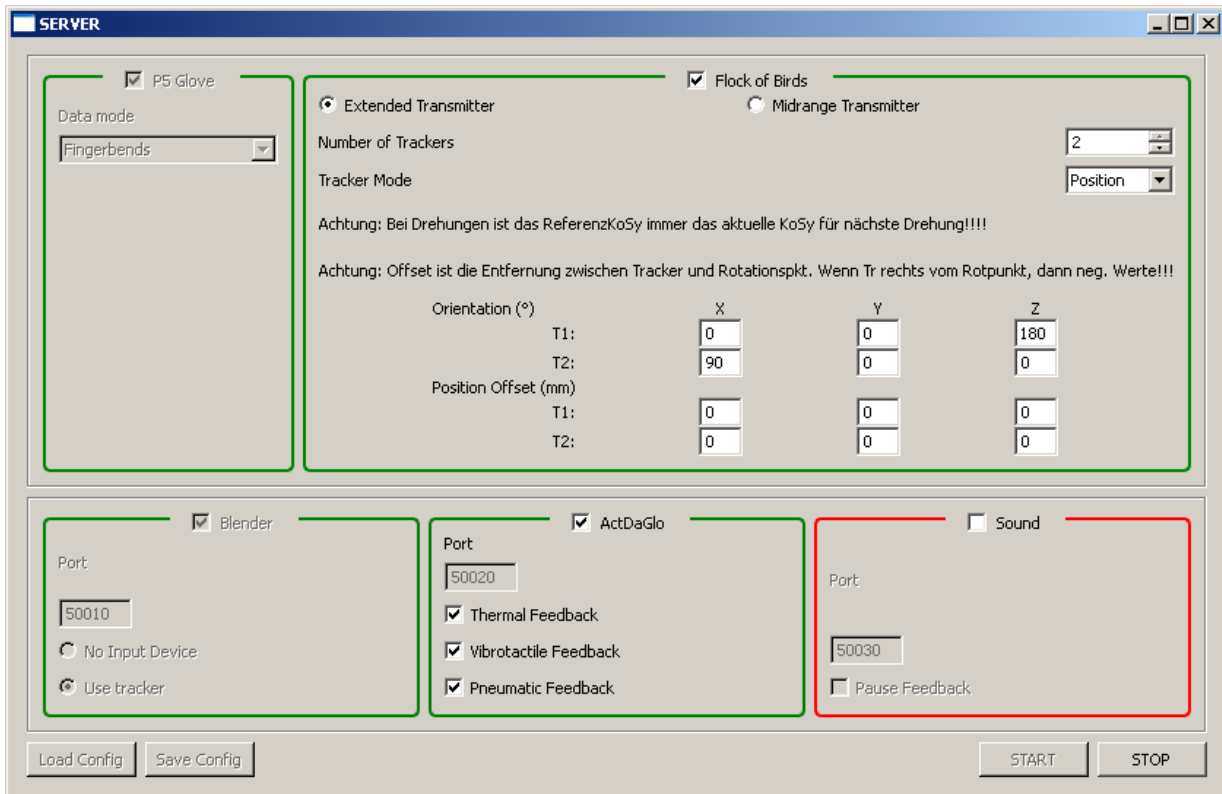 SERVER
P5 Glove
Data mode
Fingerbends
Flock of Birds
Extended Transmitter Midrange Transmitter
Number of Trackers 2
Tracker Mode Position
Achtung: Bei Drehungen ist das ReferenzKoSy immer das aktuelle KoSy für nächste Drehung!!!!
Achtung: Offset ist die Entfernung zwischen Tracker und Rotationspkt. Wenn Tr rechts vom Rotpunkt, dann neg. Werte!!!
Orientation (°) X Y Z
T1: 0 0 180
T2: 90 0 0
Position Offset (mm)
T1: 0 0 0
T2: 0 0 0
Blender
Port
50010
No Input Device
Use tracker
ActDaGlo
Port
50020
Thermal Feedback
Vibrotactile Feedback
Pneumatic Feedback
Sound
Port
50030
Pause Feedback
Load Config Save Config START STOP